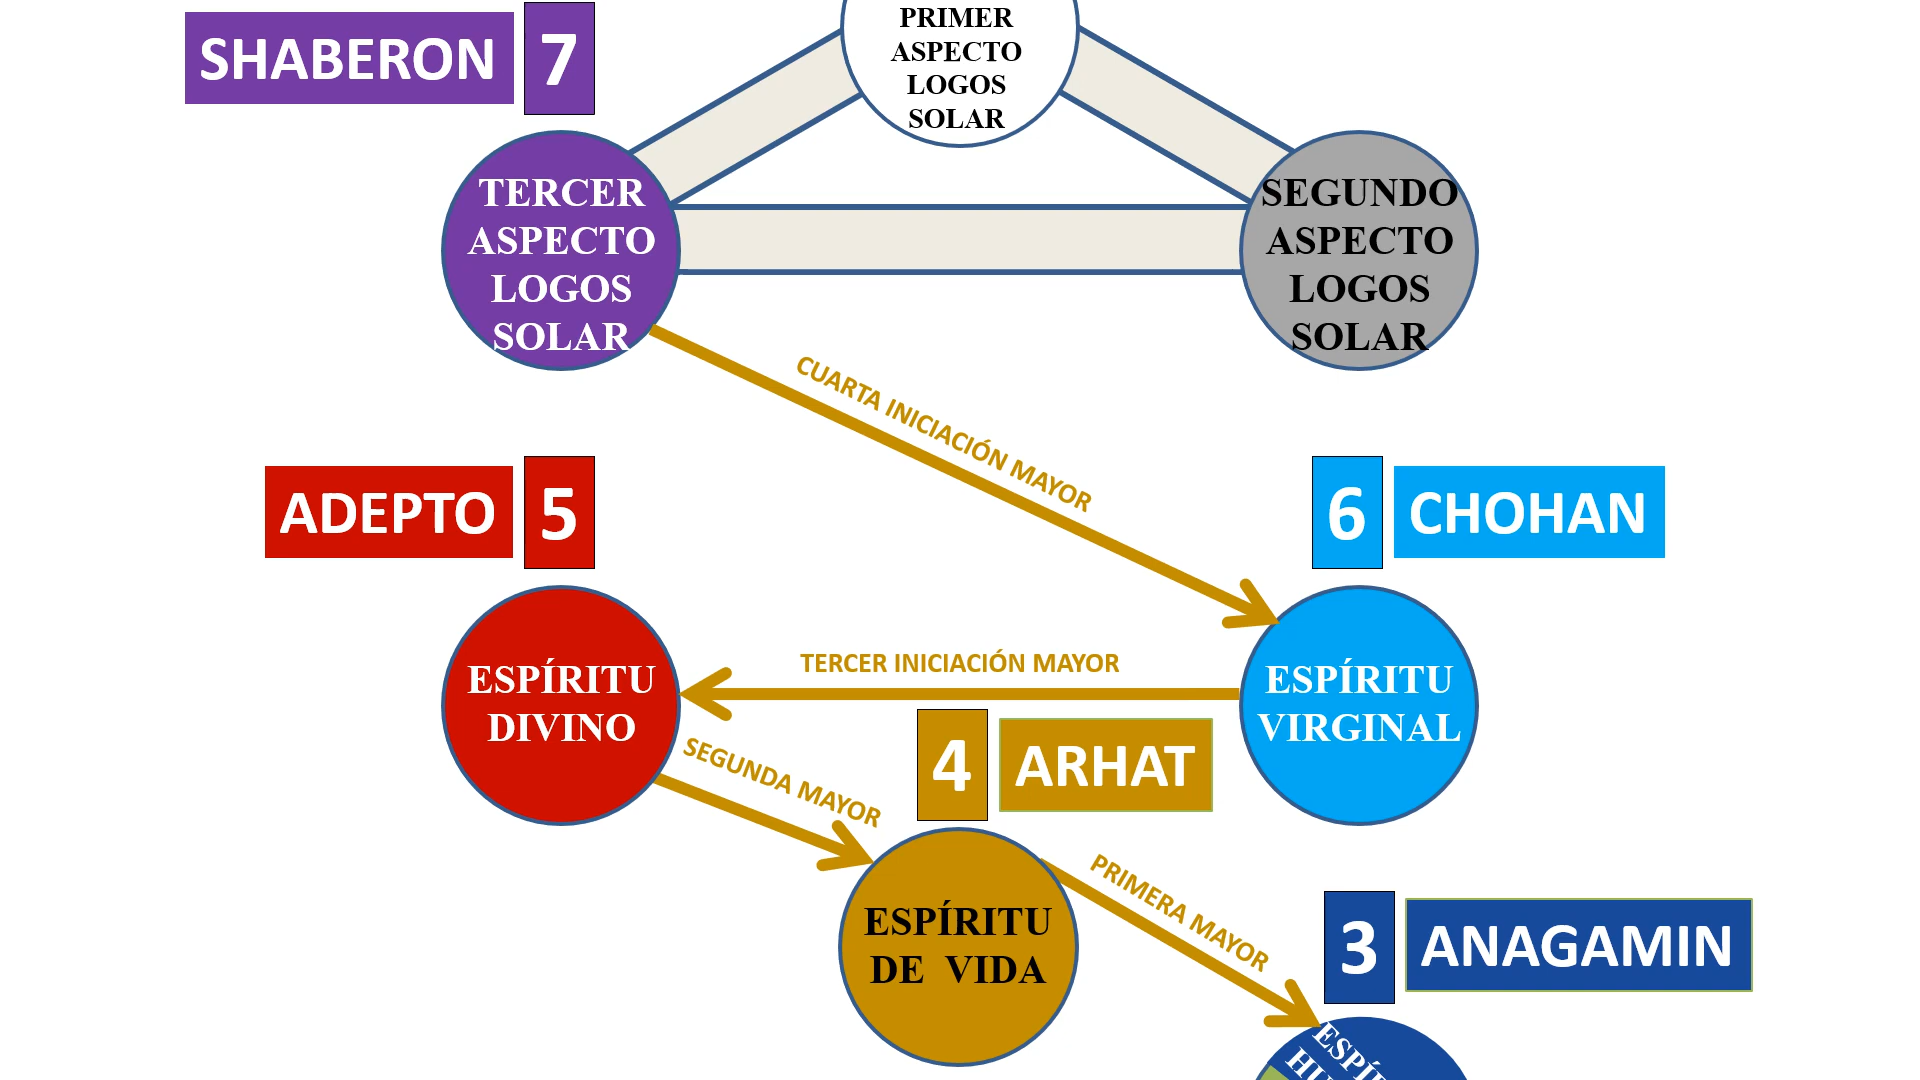 PRIMER
ASPECTO
LOGOS
SOLAR
SHABERON 7
TERCER
ASPECTO
LOGOS
SOLAR
SEGUNDO
ASPECTO
LOGOS
SOLAR
CUARTA INICIACIÓN MAYOR
ADEPTO 5
6 CHOHAN
ESPÍRITU
DIVINO
TERCER INICIACIÓN MAYOR
ESPÍRITU
VIRGINAL
SEGUNDA MAYOR
4 ARHAT
ESPÍRITU
DE VIDA
PRIMERA MAYOR
3 ANAGAMIN